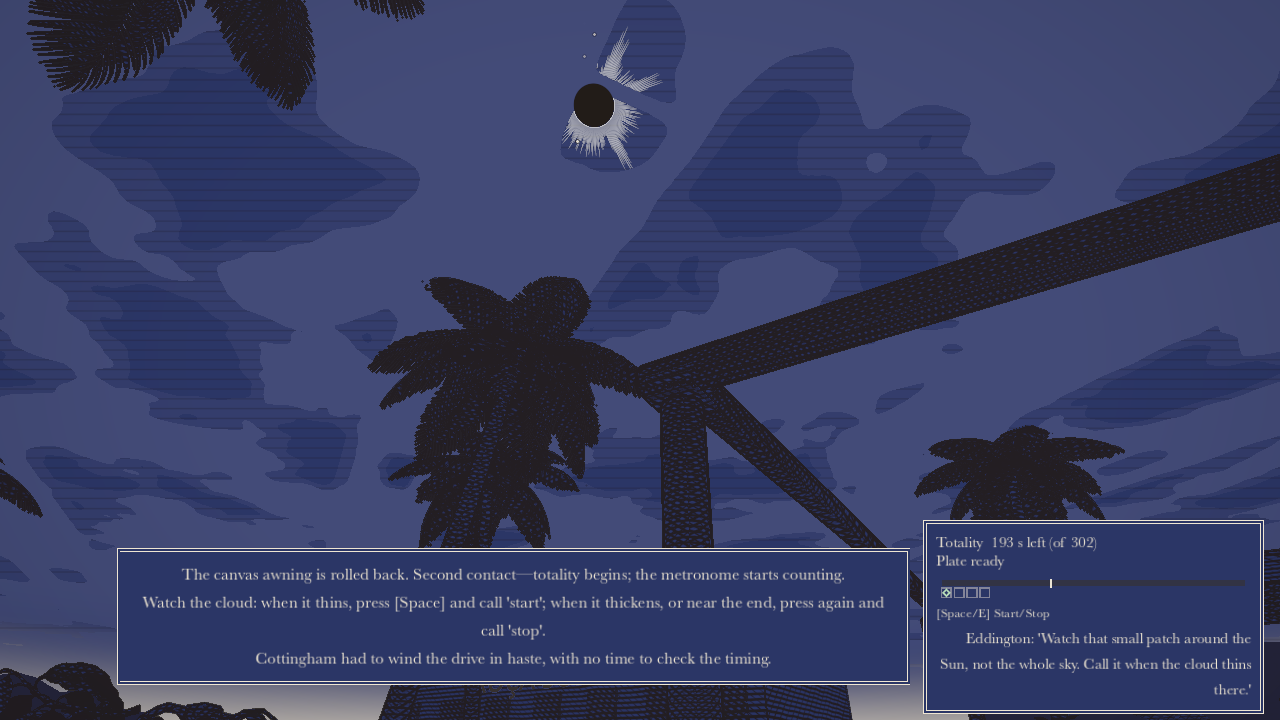 The canvas awning is rolled back. Second contact—totality begins; the metronome starts counting.
Watch the cloud: when it thins, press [Space] and call 'start'; when it thickens, or near the end, press again and
call 'stop'.
Cottingham had to wind the drive in haste, with no time to check the timing.
Totality 193 s left (of 302)
Plate ready
[Space/E] Start/Stop
Eddington: 'Watch that small patch around the
Sun, not the whole sky. Call it when the cloud thins
there.'